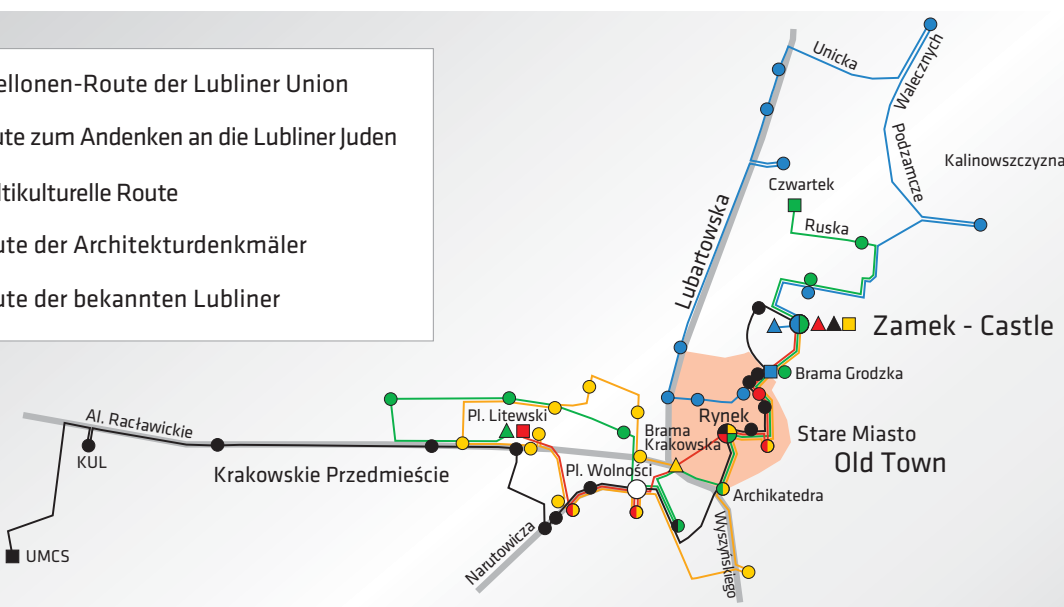 ellonen-Route der Lubliner Union
ute zum Andenken an die Lubliner Juden
ltikulturelle Route
ute der Architekturdenkmäler
ute der bekannten Lubliner
Unicka
Walecznych
Podzamcze
Kalinowszczyzna
Czwartek
Ruska
Lubartowska
Zamek - Castle
Brama Grodzka
Rynek
Pl. Litewski
Brama
Krakowska
Stare Miasto
Old Town
Al. Racławickie
KUL
Krakowskie Przedmieście
Pl. Wolności
Archikatedra
Wyszyńskiego
Narutowicza
UMCS